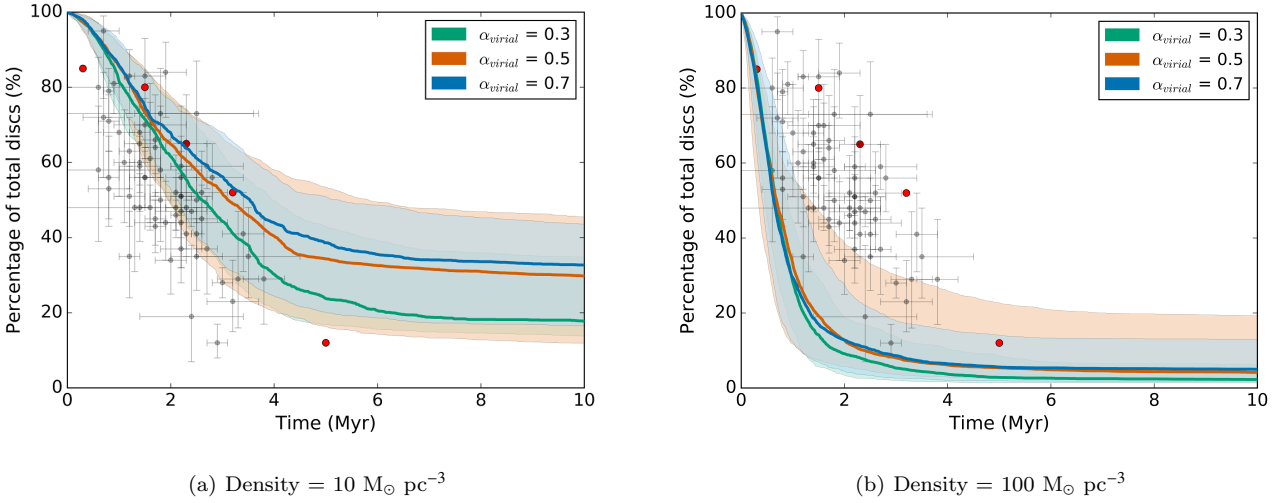 Percentage of total discs (%)
100
80
60
40
20
0
α_virial = 0.3
α_virial = 0.5
α_virial = 0.7
0 2 4 6 8 10
Time (Myr)
(a) Density = 10 M⊙ pc⁻³
Percentage of total discs (%)
100
80
60
40
20
0
α_virial = 0.3
α_virial = 0.5
α_virial = 0.7
0 2 4 6 8 10
Time (Myr)
(b) Density = 100 M⊙ pc⁻³